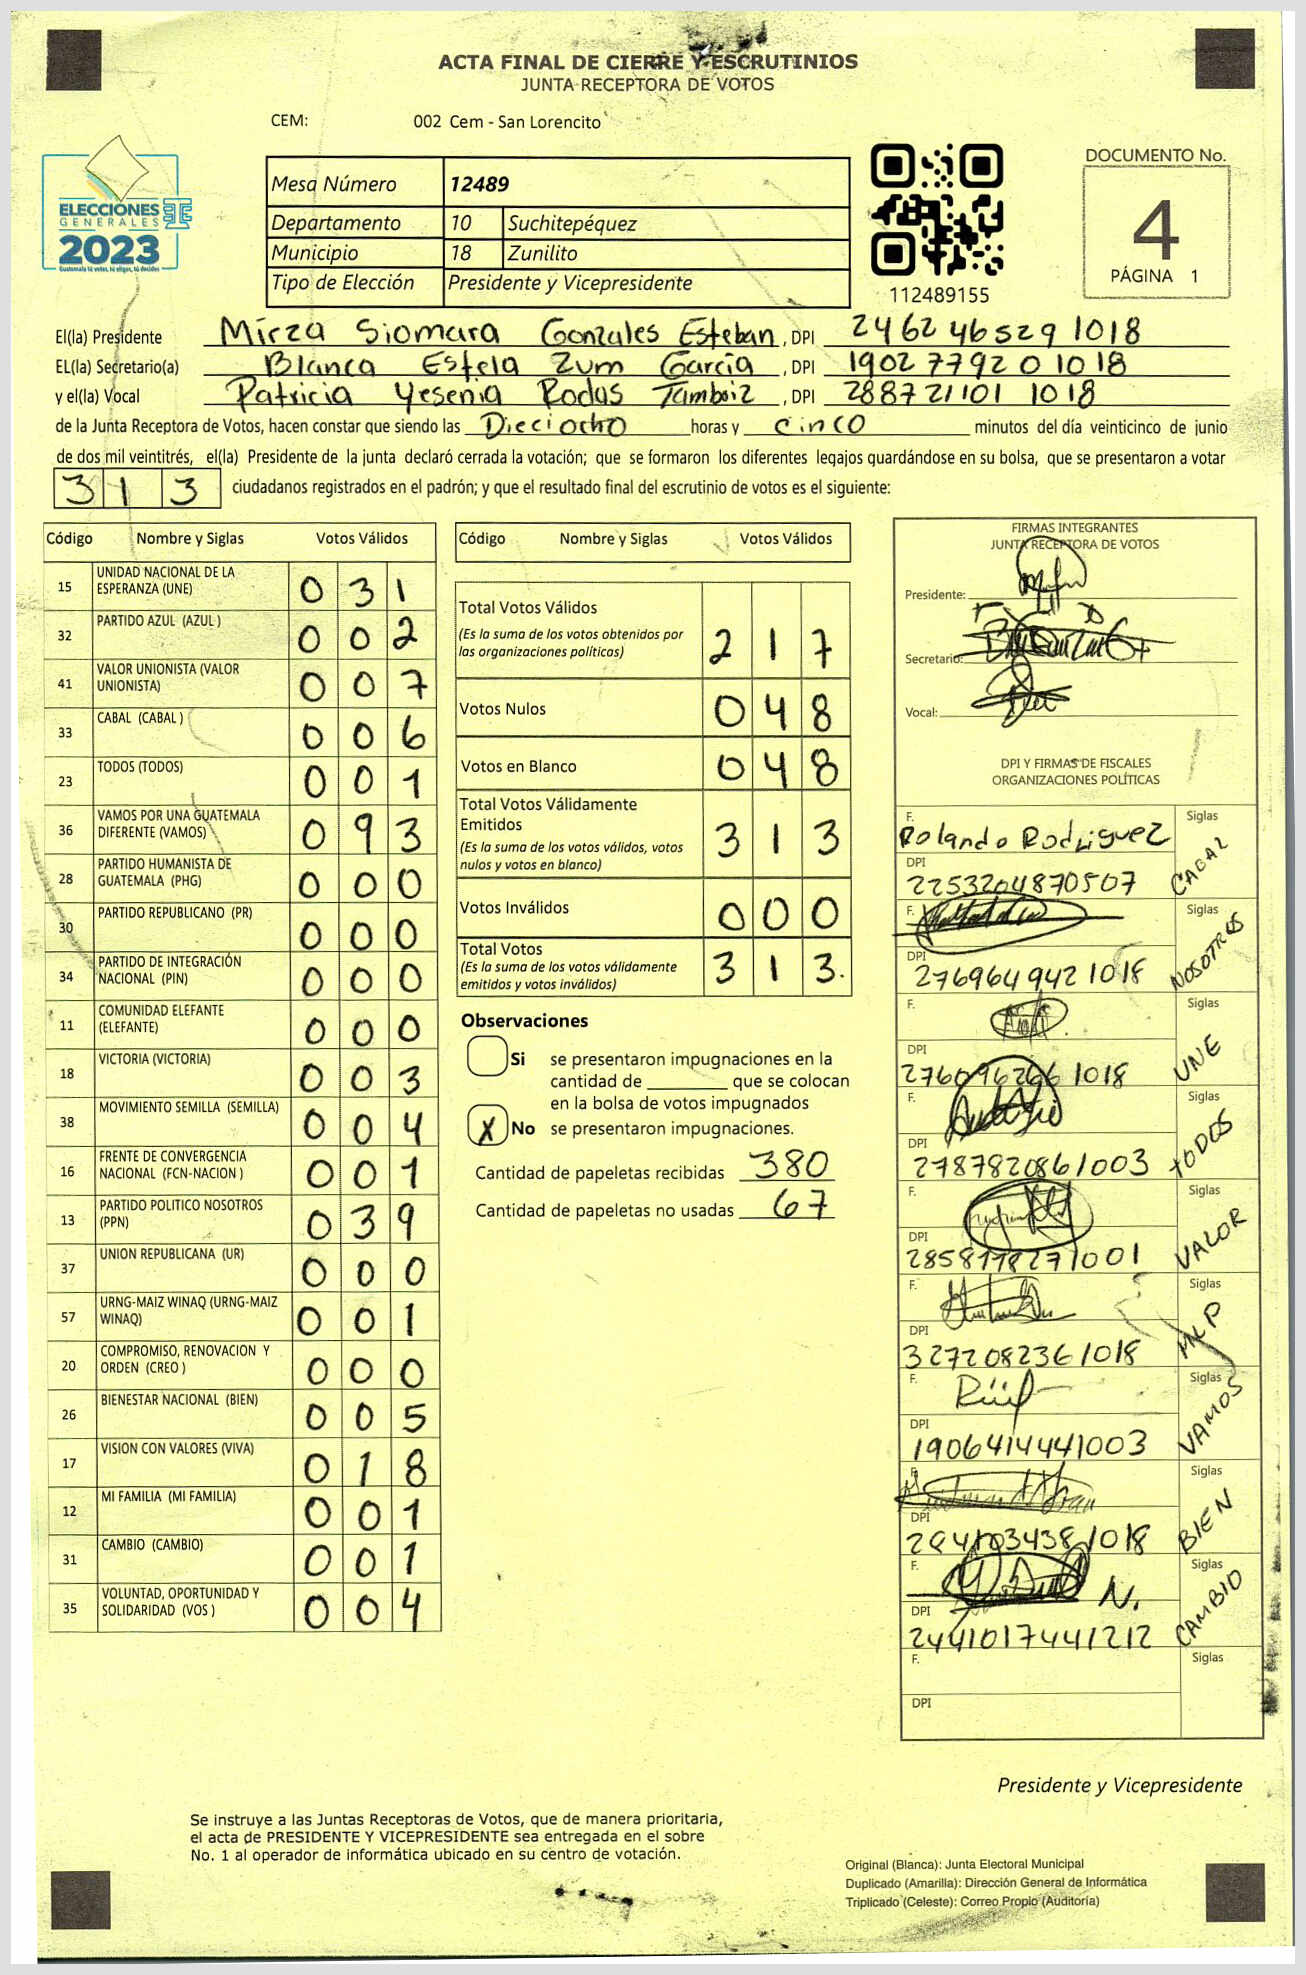 ACTA FINAL DE CIERRE Y ESCRUTINIOS
JUNTA RECEPTORA DE VOTOS
CEM: 002 Cem - San Lorencito
ELECCIONES
GENERALES
2023
Guatemala tú votas, tú eliges, tú decides
Mesa Número 12489
Departamento 10 Suchitepéquez
Municipio 18 Zunilito
Tipo de Elección Presidente y Vicepresidente
112489155
DOCUMENTO No.
4
PÁGINA 1
El(la) Presidente Mirza Siomara Gonzales Esteban, DPI 2462 46529 1018
EL(la) Secretario(a) Blanca Estela Zum García, DPI 1902 77920 1018
y el(la) Vocal Patricia Yesenia Rodas Tamboiz, DPI 288721101 1018
de la Junta Receptora de Votos, hacen constar que siendo las Dieciocho horas y cinco minutos del día veinticinco de junio
de dos mil veintitrés, el(la) Presidente de la junta declaró cerrada la votación; que se formaron los diferentes legajos guardándose en su bolsa, que se presentaron a votar
313 ciudadanos registrados en el padrón; y que el resultado final del escrutinio de votos es el siguiente:
Código Nombre y Siglas Votos Válidos
15 UNIDAD NACIONAL DE LA ESPERANZA (UNE) 0 3 1
32 PARTIDO AZUL (AZUL ) 0 0 2
41 VALOR UNIONISTA (VALOR UNIONISTA) 0 0 7
33 CABAL (CABAL ) 0 0 6
23 TODOS (TODOS) 0 0 1
36 VAMOS POR UNA GUATEMALA DIFERENTE (VAMOS) 0 9 3
28 PARTIDO HUMANISTA DE GUATEMALA (PHG) 0 0 0
30 PARTIDO REPUBLICANO (PR) 0 0 0
34 PARTIDO DE INTEGRACIÓN NACIONAL (PIN) 0 0 0
11 COMUNIDAD ELEFANTE (ELEFANTE) 0 0 0
18 VICTORIA (VICTORIA) 0 0 3
38 MOVIMIENTO SEMILLA (SEMILLA) 0 0 4
16 FRENTE DE CONVERGENCIA NACIONAL (FCN-NACION ) 0 0 1
13 PARTIDO POLITICO NOSOTROS (PPN) 0 3 9
37 UNION REPUBLICANA (UR) 0 0 0
57 URNG-MAIZ WINAQ (URNG-MAIZ WINAQ) 0 0 1
20 COMPROMISO, RENOVACION Y ORDEN (CREO ) 0 0 0
26 BIENESTAR NACIONAL (BIEN) 0 0 5
17 VISION CON VALORES (VIVA) 0 1 8
12 MI FAMILIA (MI FAMILIA) 0 0 1
31 CAMBIO (CAMBIO) 0 0 1
35 VOLUNTAD, OPORTUNIDAD Y SOLIDARIDAD (VOS ) 0 0 4
Código Nombre y Siglas Votos Válidos
Total Votos Válidos
(Es la suma de los votos obtenidos por
las organizaciones políticas) 2 1 7
Votos Nulos 0 4 8
Votos en Blanco 0 4 8
Total Votos Válidamente
Emitidos
(Es la suma de los votos válidos, votos
nulos y votos en blanco) 3 1 3
Votos Inválidos 0 0 0
Total Votos
(Es la suma de los votos válidamente
emitidos y votos inválidos) 3 1 3.
Observaciones
Si se presentaron impugnaciones en la
cantidad de ________ que se colocan
en la bolsa de votos impugnados
X No se presentaron impugnaciones.
Cantidad de papeletas recibidas 380
Cantidad de papeletas no usadas 67
FIRMAS INTEGRANTES
JUNTA RECEPTORA DE VOTOS
Presidente:
Secretario:
Vocal:
DPI Y FIRMAS DE FISCALES
ORGANIZACIONES POLÍTICAS
F. Rolando Rodriguez Siglas CABAL
DPI 2253204870507
F. Siglas NOSOTROS
DPI 276964942 1018
F. Siglas UNE
DPI 1018
F. Siglas TODOS
DPI 2787820861003
F. Siglas VALOR
DPI
F. Siglas MLP
DPI 3272082361018
F. Siglas VAMOS
DPI 1906414441003
F. Siglas BIEN
DPI
F. N. Siglas CAMBIO
DPI 2441017441212
F. Siglas
DPI
Presidente y Vicepresidente
Se instruye a las Juntas Receptoras de Votos, que de manera prioritaria,
el acta de PRESIDENTE Y VICEPRESIDENTE sea entregada en el sobre
No. 1 al operador de informática ubicado en su centro de votación.
Original (Blanca): Junta Electoral Municipal
Duplicado (Amarilla): Dirección General de Informática
Triplicado (Celeste): Correo Propio (Auditoría)